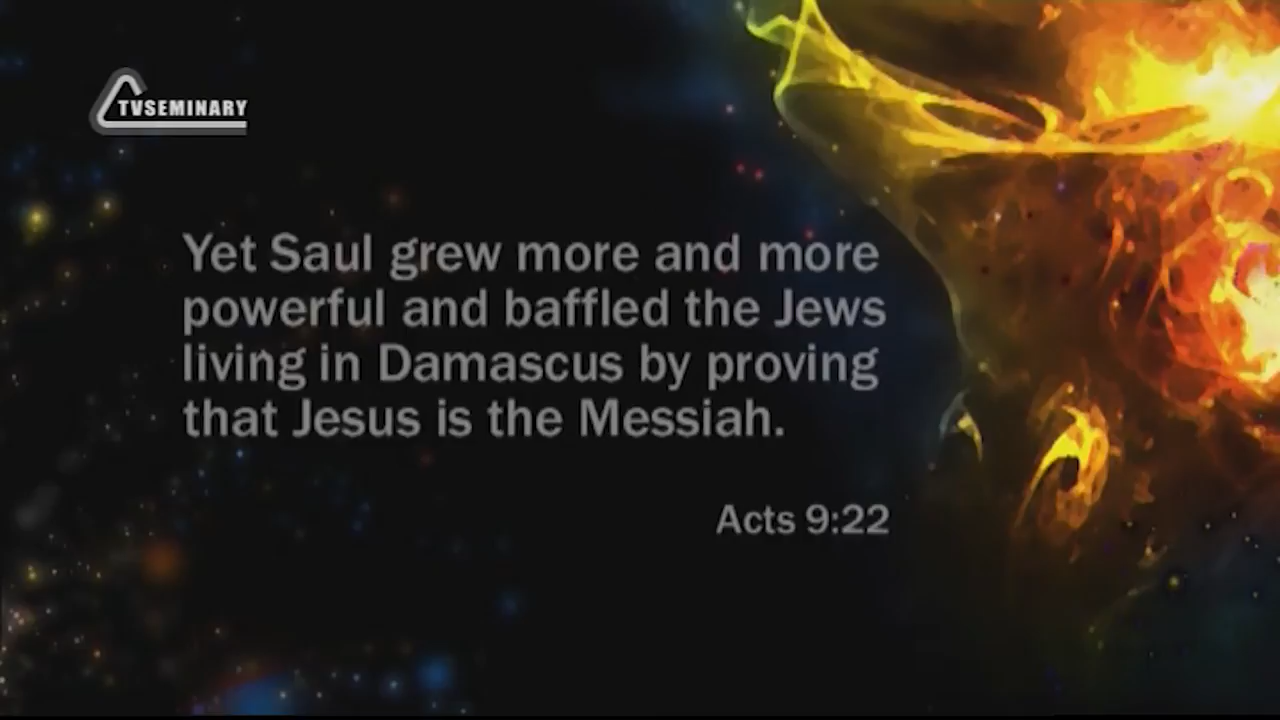 TVSEMINARY
Yet Saul grew more and more
powerful and baffled the Jews
living in Damascus by proving
that Jesus is the Messiah.
Acts 9:22